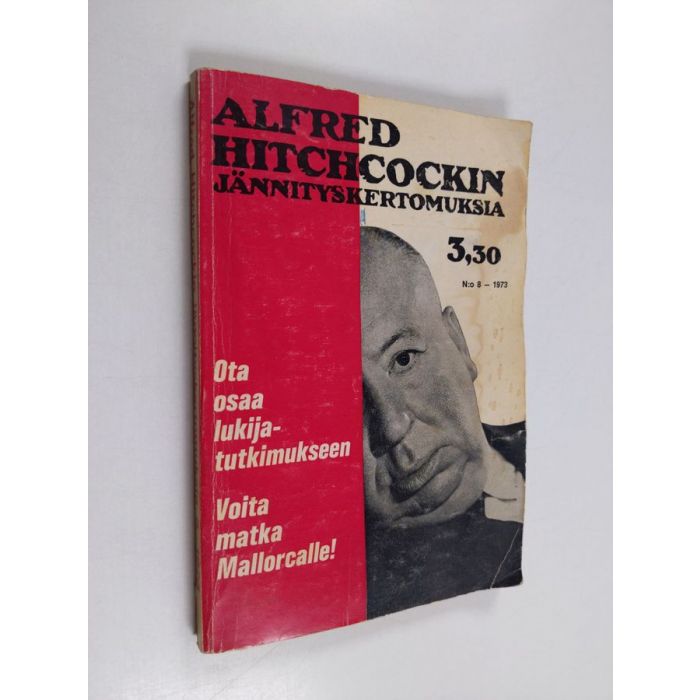 ALFRED
HITCHCOCKIN
JÄNNITYSKERTOMUKSIA
3,30
N:o 8 – 1973
Ota
osaa
lukija-
tutkimukseen
Voita
matka
Mallorcalle!